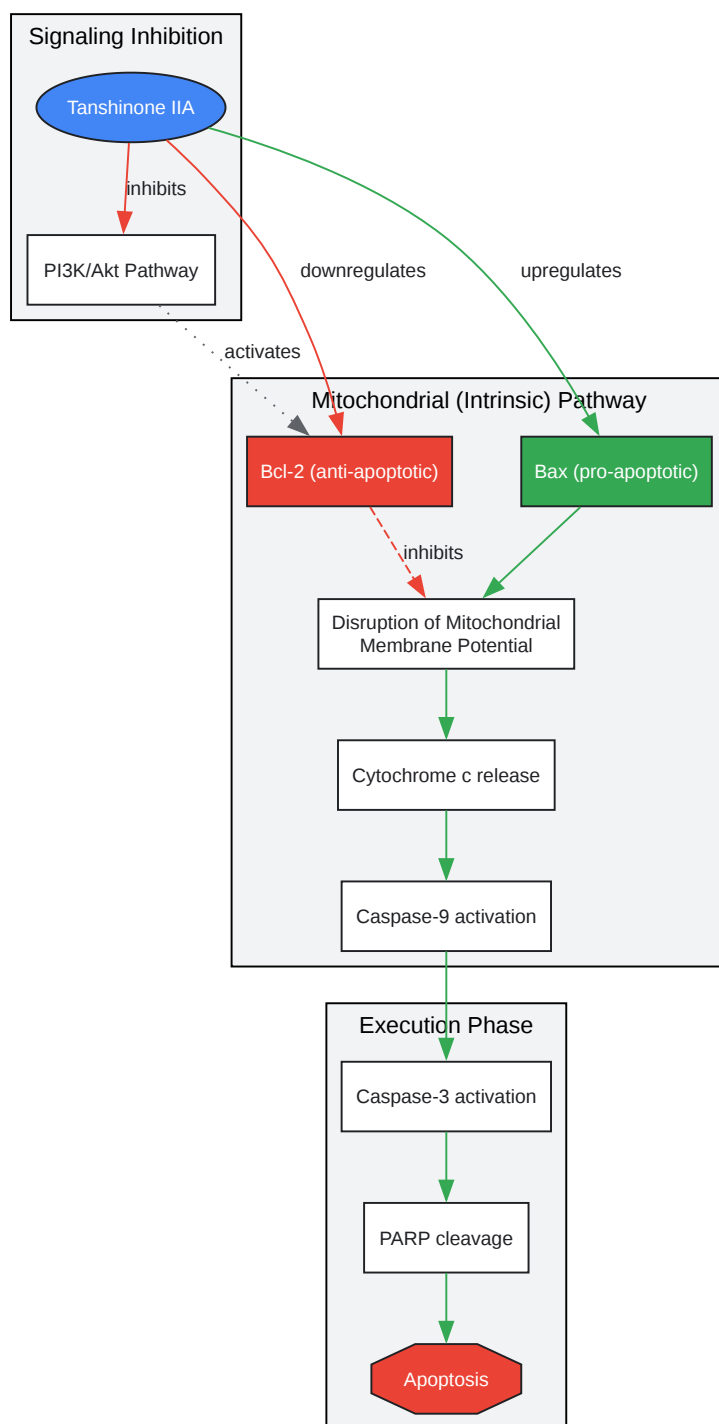 Signaling Inhibition
Tanshinone IIA
inhibits
PI3K/Akt Pathway
downregulates
upregulates
activates
Mitochondrial (Intrinsic) Pathway
Bcl-2 (anti-apoptotic)
Bax (pro-apoptotic)
inhibits
Disruption of Mitochondrial
Membrane Potential
Cytochrome c release
Caspase-9 activation
Execution Phase
Caspase-3 activation
PARP cleavage
Apoptosis